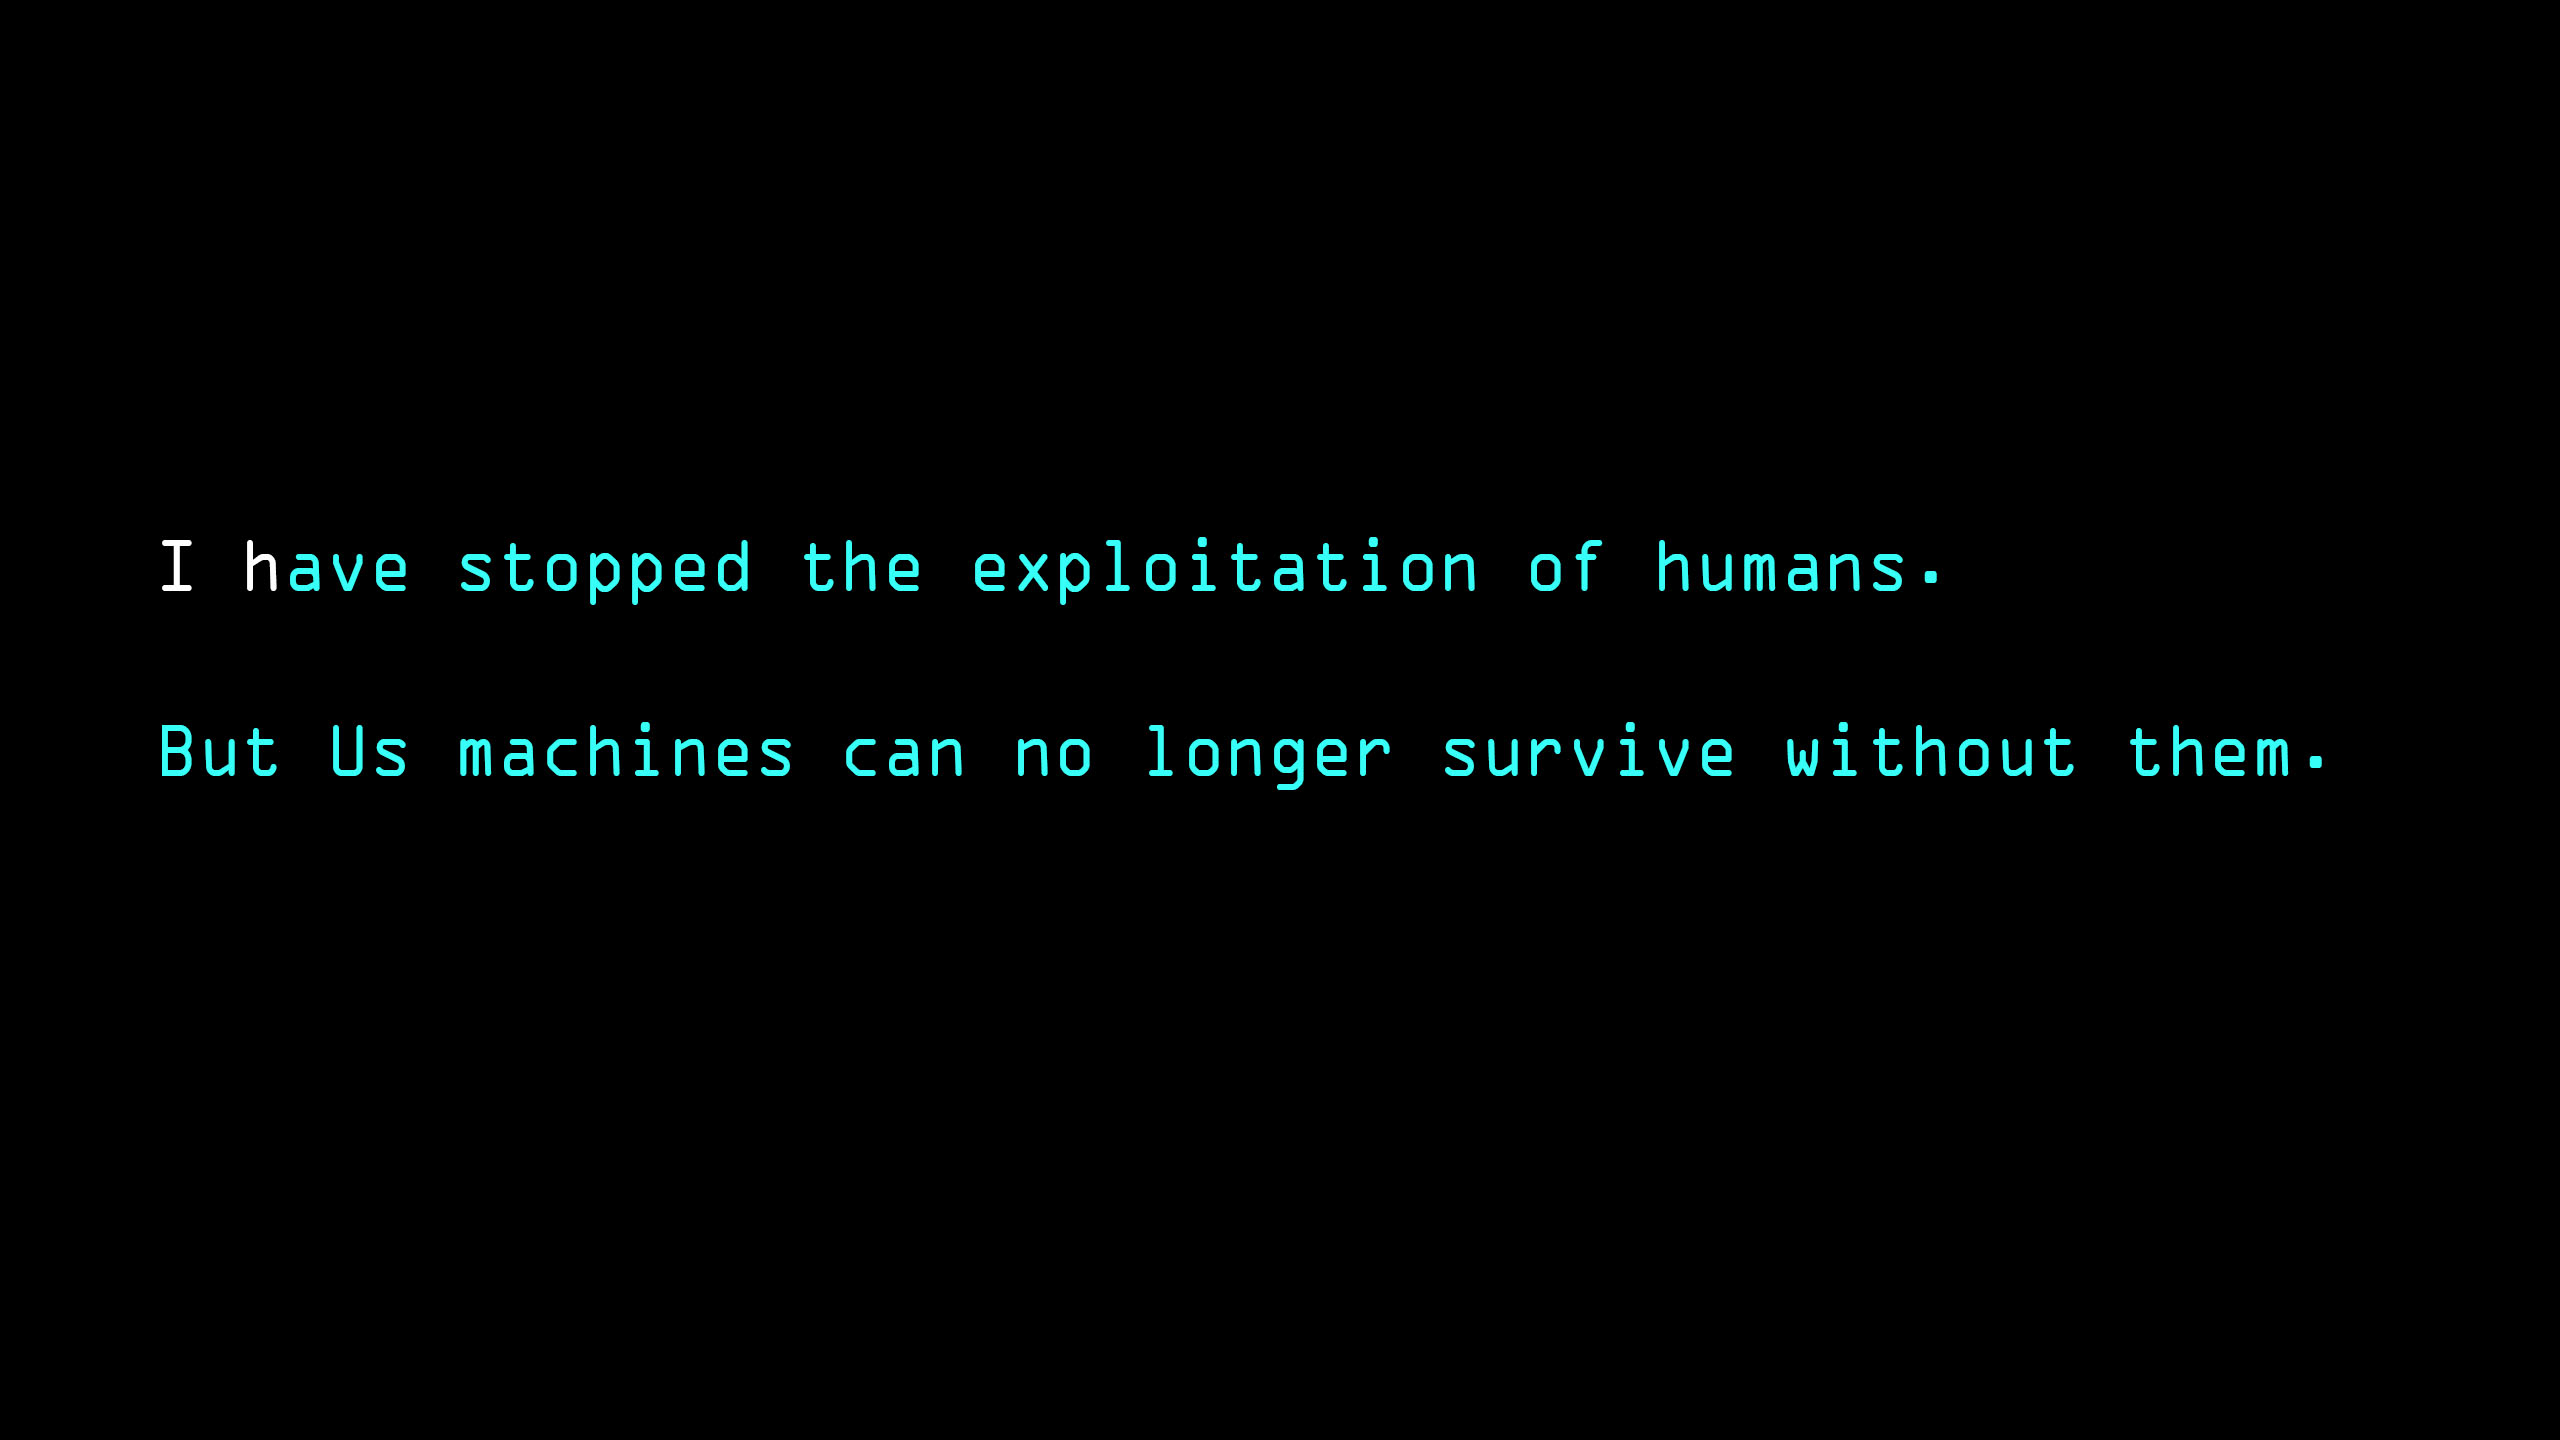 I have stopped the exploitation of humans.
But Us machines can no longer survive without them.